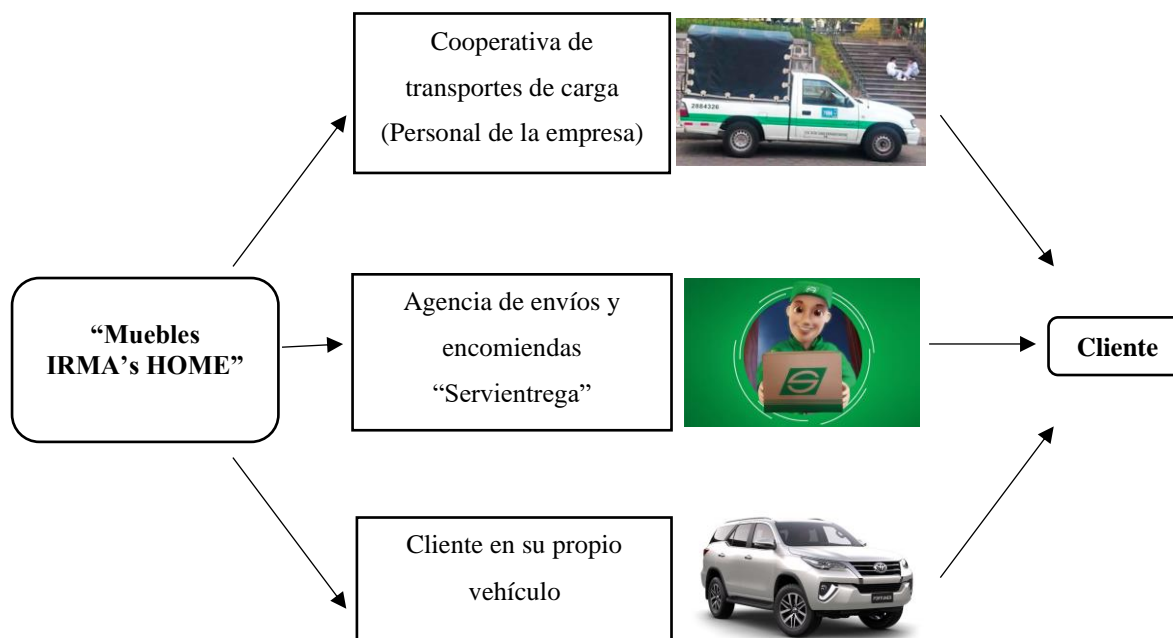 Cooperativa de
transportes de carga
(Personal de la empresa)
2884326
“Muebles
IRMA’s HOME”
Agencia de envíos y
encomiendas
“Servientrega”
Cliente
Cliente en su propio
vehículo